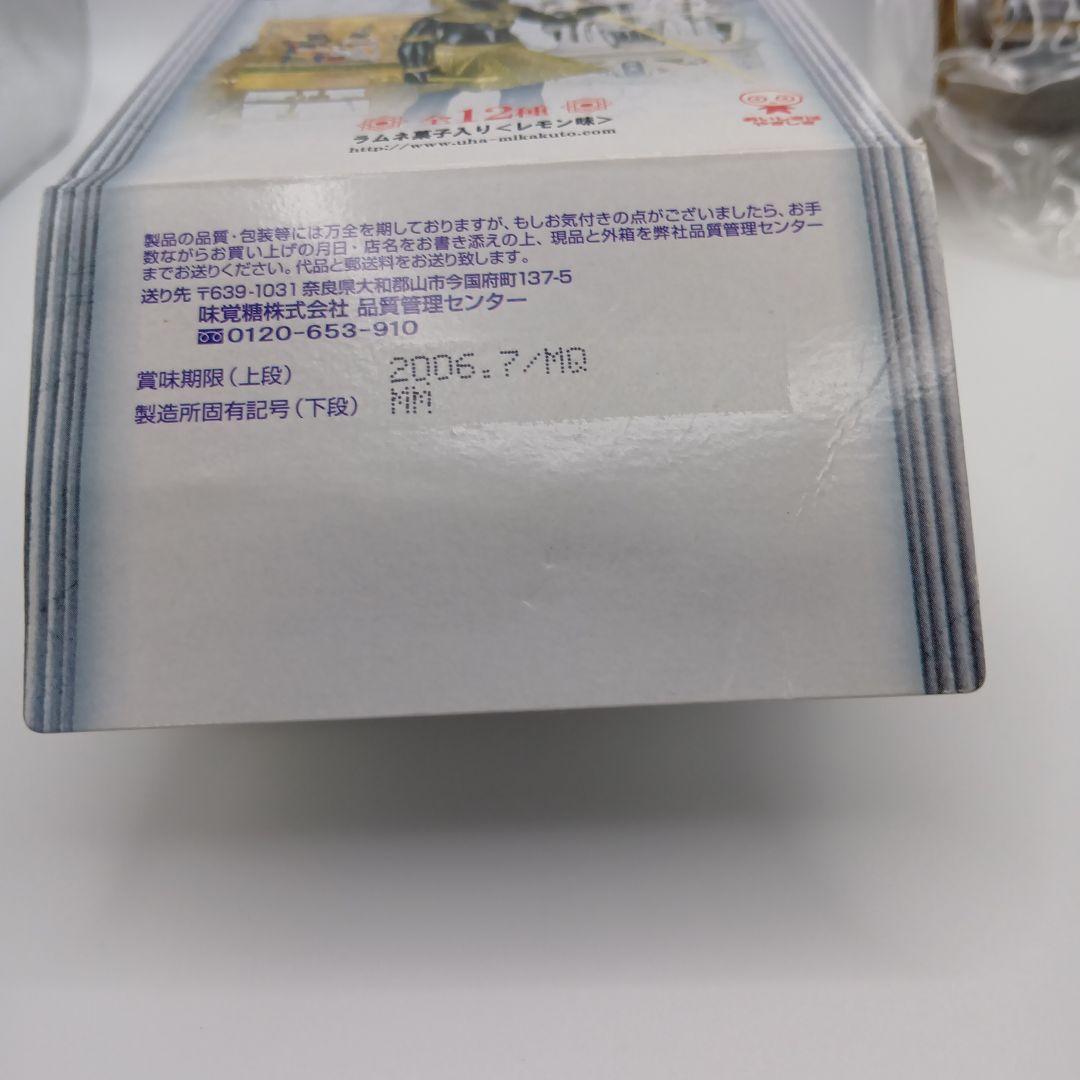 全12種
ラムネ菓子入り<レモン味>
http://www.uha-mikakuto.com
製品の品質・包装等には万全を期しておりますが、もしお気付きの点がございましたら、お手
数ながらお買い上げの月日・店名をお書き添えの上、現品と外箱を弊社品質管理センター
までお送りください。代品と郵送料をお送り致します。
送り先 〒639-1031 奈良県大和郡山市今国府町137-5
味覚糖株式会社 品質管理センター
0120-653-910
賞味期限(上段) 2006.7/MQ
製造所固有記号(下段) MM